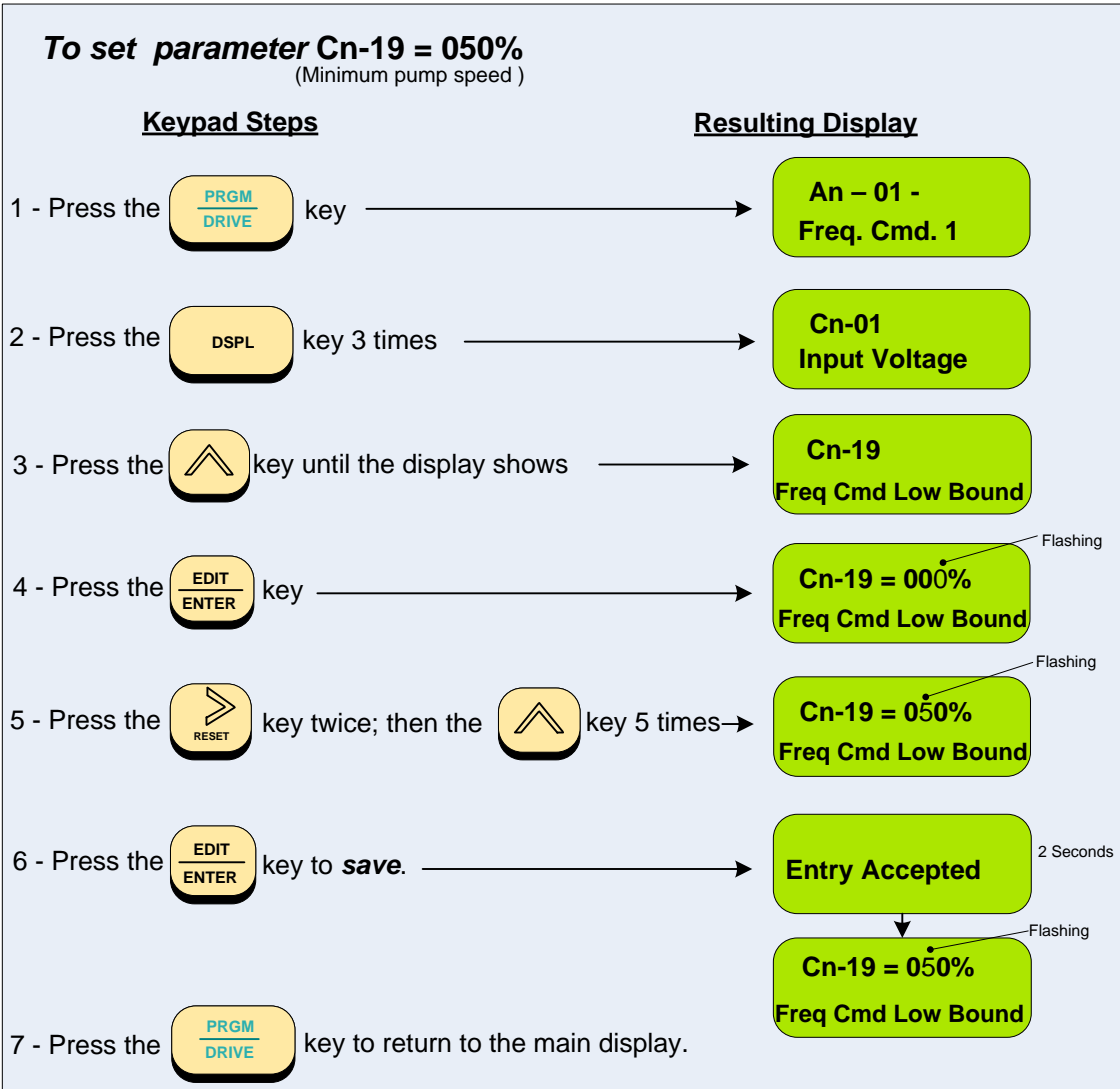 To set parameter Cn-19 = 050%
(Minimum pump speed )
Keypad Steps
Resulting Display
1 - Press the PRGM DRIVE key
An – 01 -
Freq. Cmd. 1
2 - Press the DSPL key 3 times
Cn-01
Input Voltage
3 - Press the key until the display shows
Cn-19
Freq Cmd Low Bound
4 - Press the EDIT ENTER key
Flashing
Cn-19 = 000%
Freq Cmd Low Bound
5 - Press the RESET key twice; then the key 5 times
Flashing
Cn-19 = 050%
Freq Cmd Low Bound
6 - Press the EDIT ENTER key to save.
Entry Accepted
2 Seconds
Flashing
Cn-19 = 050%
Freq Cmd Low Bound
7 - Press the PRGM DRIVE key to return to the main display.